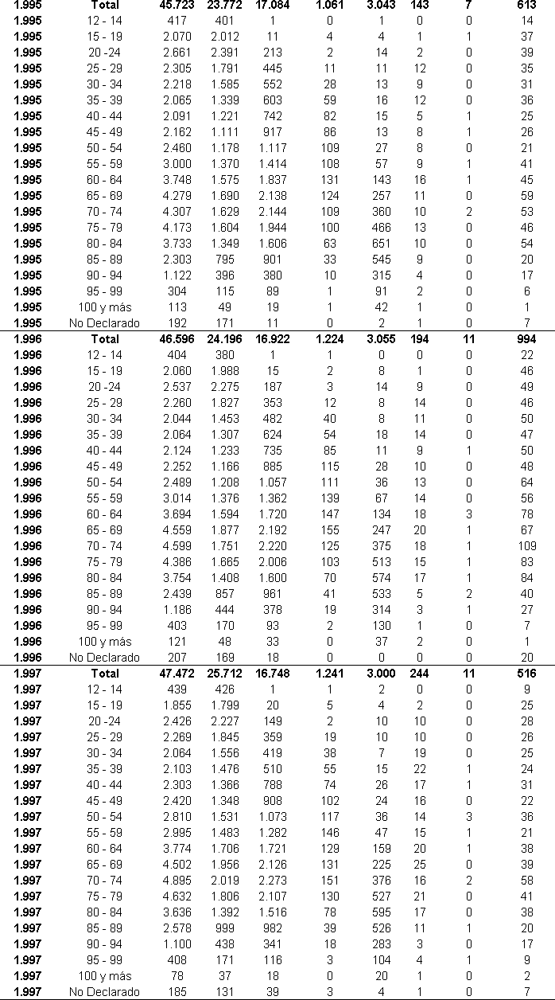 1.995 Total 45.723 23.772 17.084 1.061 3.043 143 7 613
1.995 12 - 14 417 401 1 0 1 0 0 14
1.995 15 - 19 2.070 2.012 11 4 4 1 1 37
1.995 20 -24 2.661 2.391 213 2 14 2 0 39
1.995 25 - 29 2.305 1.791 445 11 11 12 0 35
1.995 30 - 34 2.218 1.585 552 28 13 9 0 31
1.995 35 - 39 2.065 1.339 603 59 16 12 0 36
1.995 40 - 44 2.091 1.221 742 82 15 5 1 25
1.995 45 - 49 2.162 1.111 917 86 13 8 1 26
1.995 50 - 54 2.460 1.178 1.117 109 27 8 0 21
1.995 55 - 59 3.000 1.370 1.414 108 57 9 1 41
1.995 60 - 64 3.748 1.575 1.837 131 143 16 1 45
1.995 65 - 69 4.279 1.690 2.138 124 257 11 0 59
1.995 70 - 74 4.307 1.629 2.144 109 360 10 2 53
1.995 75 - 79 4.173 1.604 1.944 100 466 13 0 46
1.995 80 - 84 3.733 1.349 1.606 63 651 10 0 54
1.995 85 - 89 2.303 795 901 33 545 9 0 20
1.995 90 - 94 1.122 396 380 10 315 4 0 17
1.995 95 - 99 304 115 89 1 91 2 0 6
1.995 100 y más 113 49 19 1 42 1 0 1
1.995 No Declarado 192 171 11 0 2 1 0 7
1.996 Total 46.596 24.196 16.922 1.224 3.055 194 11 994
1.996 12 - 14 404 380 1 1 0 0 0 22
1.996 15 - 19 2.060 1.988 15 2 8 1 0 46
1.996 20 -24 2.537 2.275 187 3 14 9 0 49
1.996 25 - 29 2.260 1.827 353 12 8 14 0 46
1.996 30 - 34 2.044 1.453 482 40 8 11 0 50
1.996 35 - 39 2.064 1.307 624 54 18 14 0 47
1.996 40 - 44 2.124 1.233 735 85 11 9 1 50
1.996 45 - 49 2.252 1.166 885 115 28 10 0 48
1.996 50 - 54 2.489 1.208 1.057 111 36 13 0 64
1.996 55 - 59 3.014 1.376 1.362 139 67 14 0 56
1.996 60 - 64 3.694 1.594 1.720 147 134 18 3 78
1.996 65 - 69 4.559 1.877 2.192 155 247 20 1 67
1.996 70 - 74 4.599 1.751 2.220 125 375 18 1 109
1.996 75 - 79 4.386 1.665 2.006 103 513 15 1 83
1.996 80 - 84 3.754 1.408 1.600 70 574 17 1 84
1.996 85 - 89 2.439 857 961 41 533 5 2 40
1.996 90 - 94 1.186 444 378 19 314 3 1 27
1.996 95 - 99 403 170 93 2 130 1 0 7
1.996 100 y más 121 48 33 0 37 2 0 1
1.996 No Declarado 207 169 18 0 0 0 0 20
1.997 Total 47.472 25.712 16.748 1.241 3.000 244 11 516
1.997 12 - 14 439 426 1 1 2 0 0 9
1.997 15 - 19 1.855 1.799 20 5 4 2 0 25
1.997 20 -24 2.426 2.227 149 2 10 10 0 28
1.997 25 - 29 2.269 1.845 359 19 10 10 0 26
1.997 30 - 34 2.064 1.556 419 38 7 19 0 25
1.997 35 - 39 2.103 1.476 510 55 15 22 1 24
1.997 40 - 44 2.303 1.366 788 74 26 17 1 31
1.997 45 - 49 2.420 1.348 908 102 24 16 0 22
1.997 50 - 54 2.810 1.531 1.073 117 36 14 3 36
1.997 55 - 59 2.995 1.483 1.282 146 47 15 1 21
1.997 60 - 64 3.774 1.706 1.721 129 159 20 1 38
1.997 65 - 69 4.502 1.956 2.126 131 225 25 0 39
1.997 70 - 74 4.895 2.019 2.273 151 376 16 2 58
1.997 75 - 79 4.632 1.806 2.107 130 527 21 0 41
1.997 80 - 84 3.636 1.392 1.516 78 595 17 0 38
1.997 85 - 89 2.578 999 982 39 526 11 1 20
1.997 90 - 94 1.100 438 341 18 283 3 0 17
1.997 95 - 99 408 171 116 3 104 4 1 9
1.997 100 y más 78 37 18 0 20 1 0 2
1.997 No Declarado 185 131 39 3 4 1 0 7